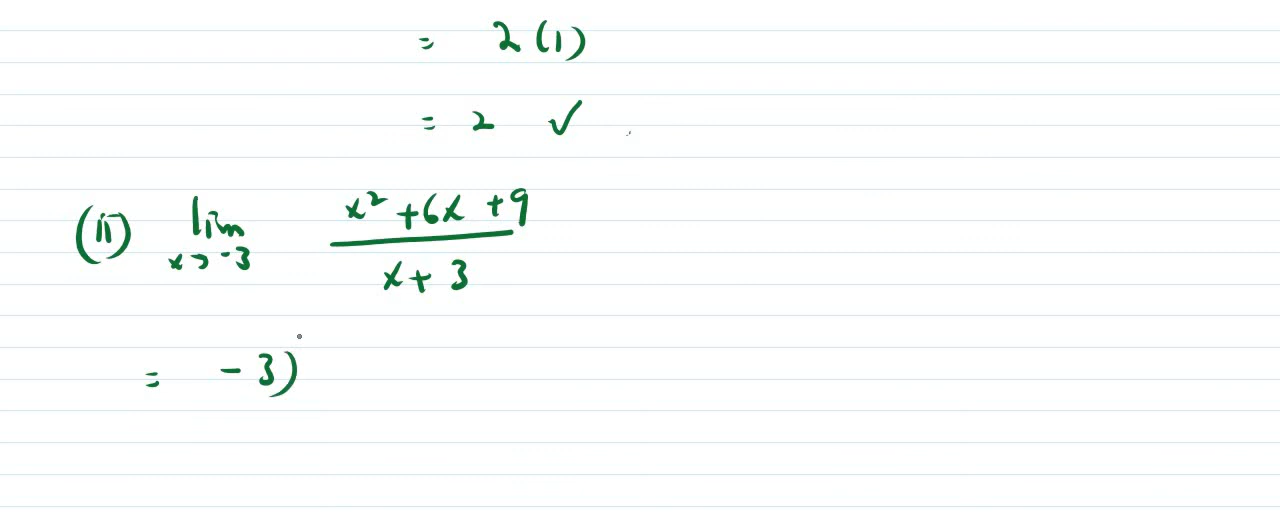 = 2 (1)
= 2 ✓
(ii) lim x² + 6x + 9
x → -3 x + 3
= - 3)